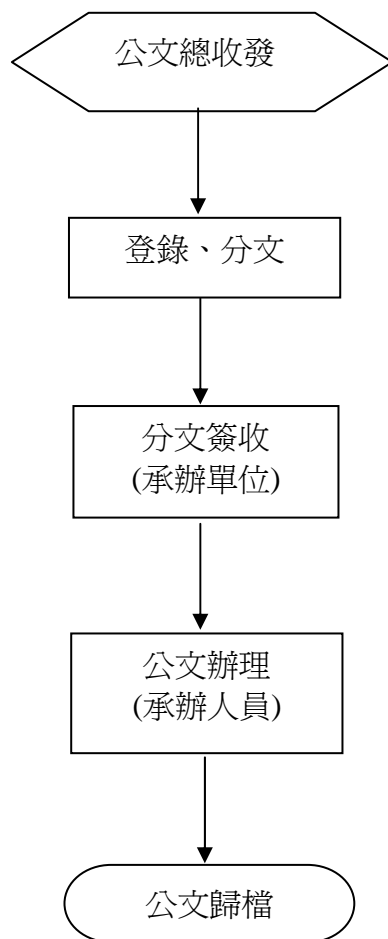 公文總收發
登錄、分文
分文簽收
(承辦單位)
公文辦理
(承辦人員)
公文歸檔